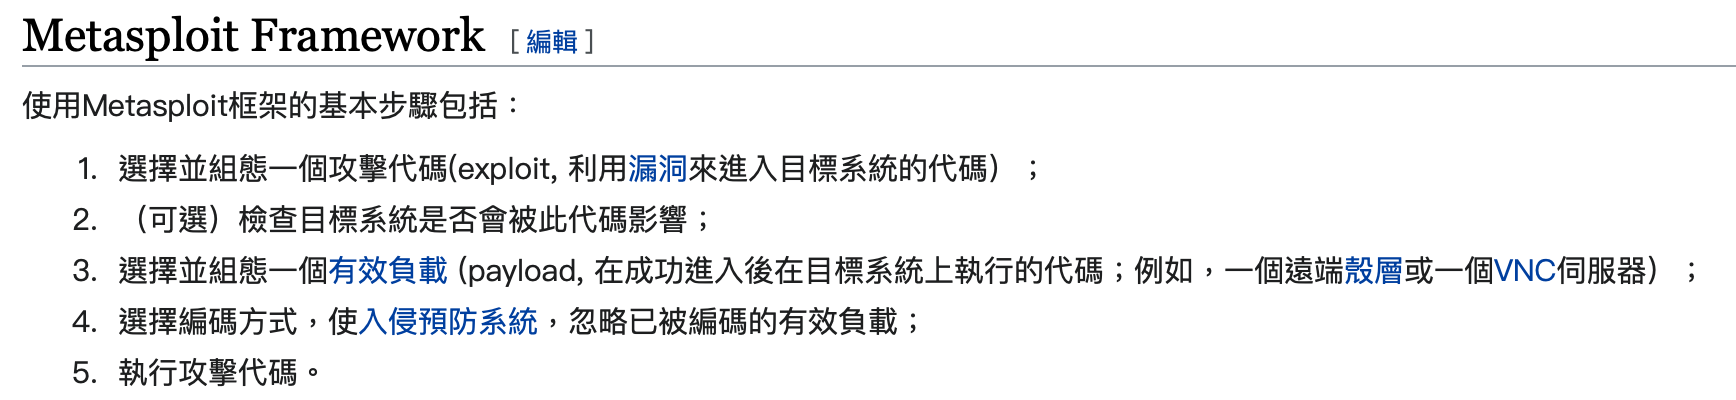 Metasploit Framework [編輯]
使用Metasploit框架的基本步驟包括：
1. 選擇並組態一個攻擊代碼(exploit, 利用漏洞來進入目標系統的代碼）；
2. （可選）檢查目標系統是否會被此代碼影響；
3. 選擇並組態一個有效負載 (payload, 在成功進入後在目標系統上執行的代碼；例如，一個遠端殼層或一個VNC伺服器）；
4. 選擇編碼方式，使入侵預防系統，忽略已被編碼的有效負載；
5. 執行攻擊代碼。